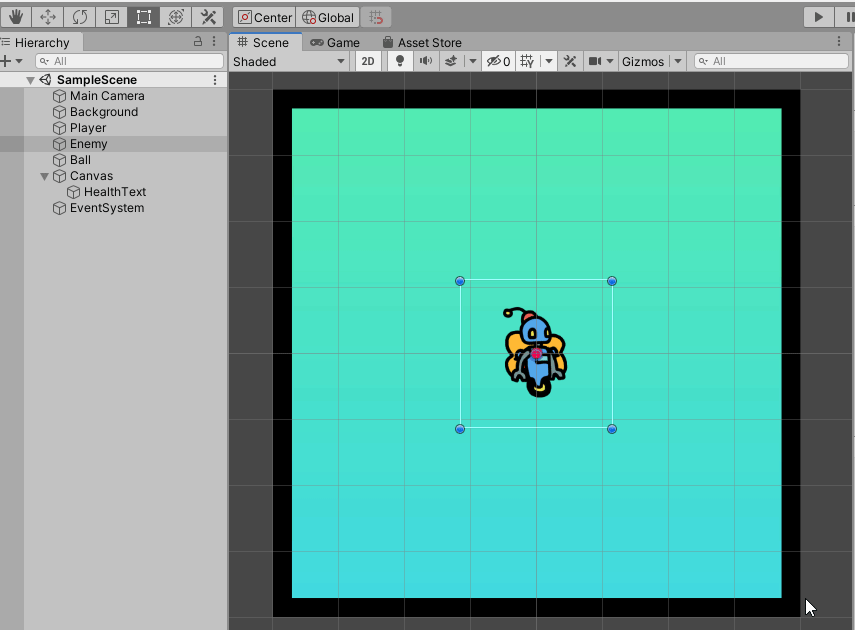 Center Global
Hierarchy
Scene Game Asset Store
All
Shaded 2D 0 Gizmos All
SampleScene
Main Camera
Background
Player
Enemy
Ball
Canvas
HealthText
EventSystem